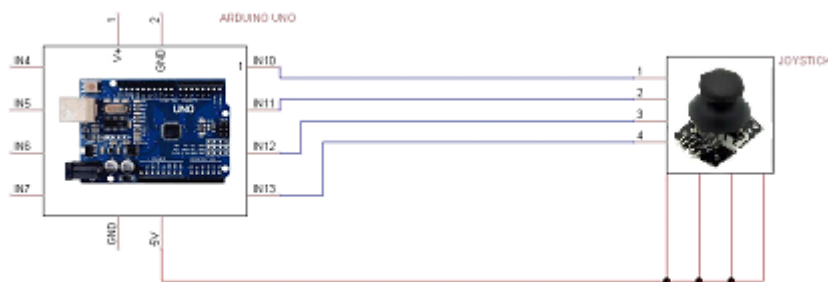 ARDUINO UNO
1
2
V+
GND
IN4
IN5
IN6
IN7
1
IN10
IN11
IN12
IN13
UNO
GND
5V
1
2
3
4
JOYSTICK